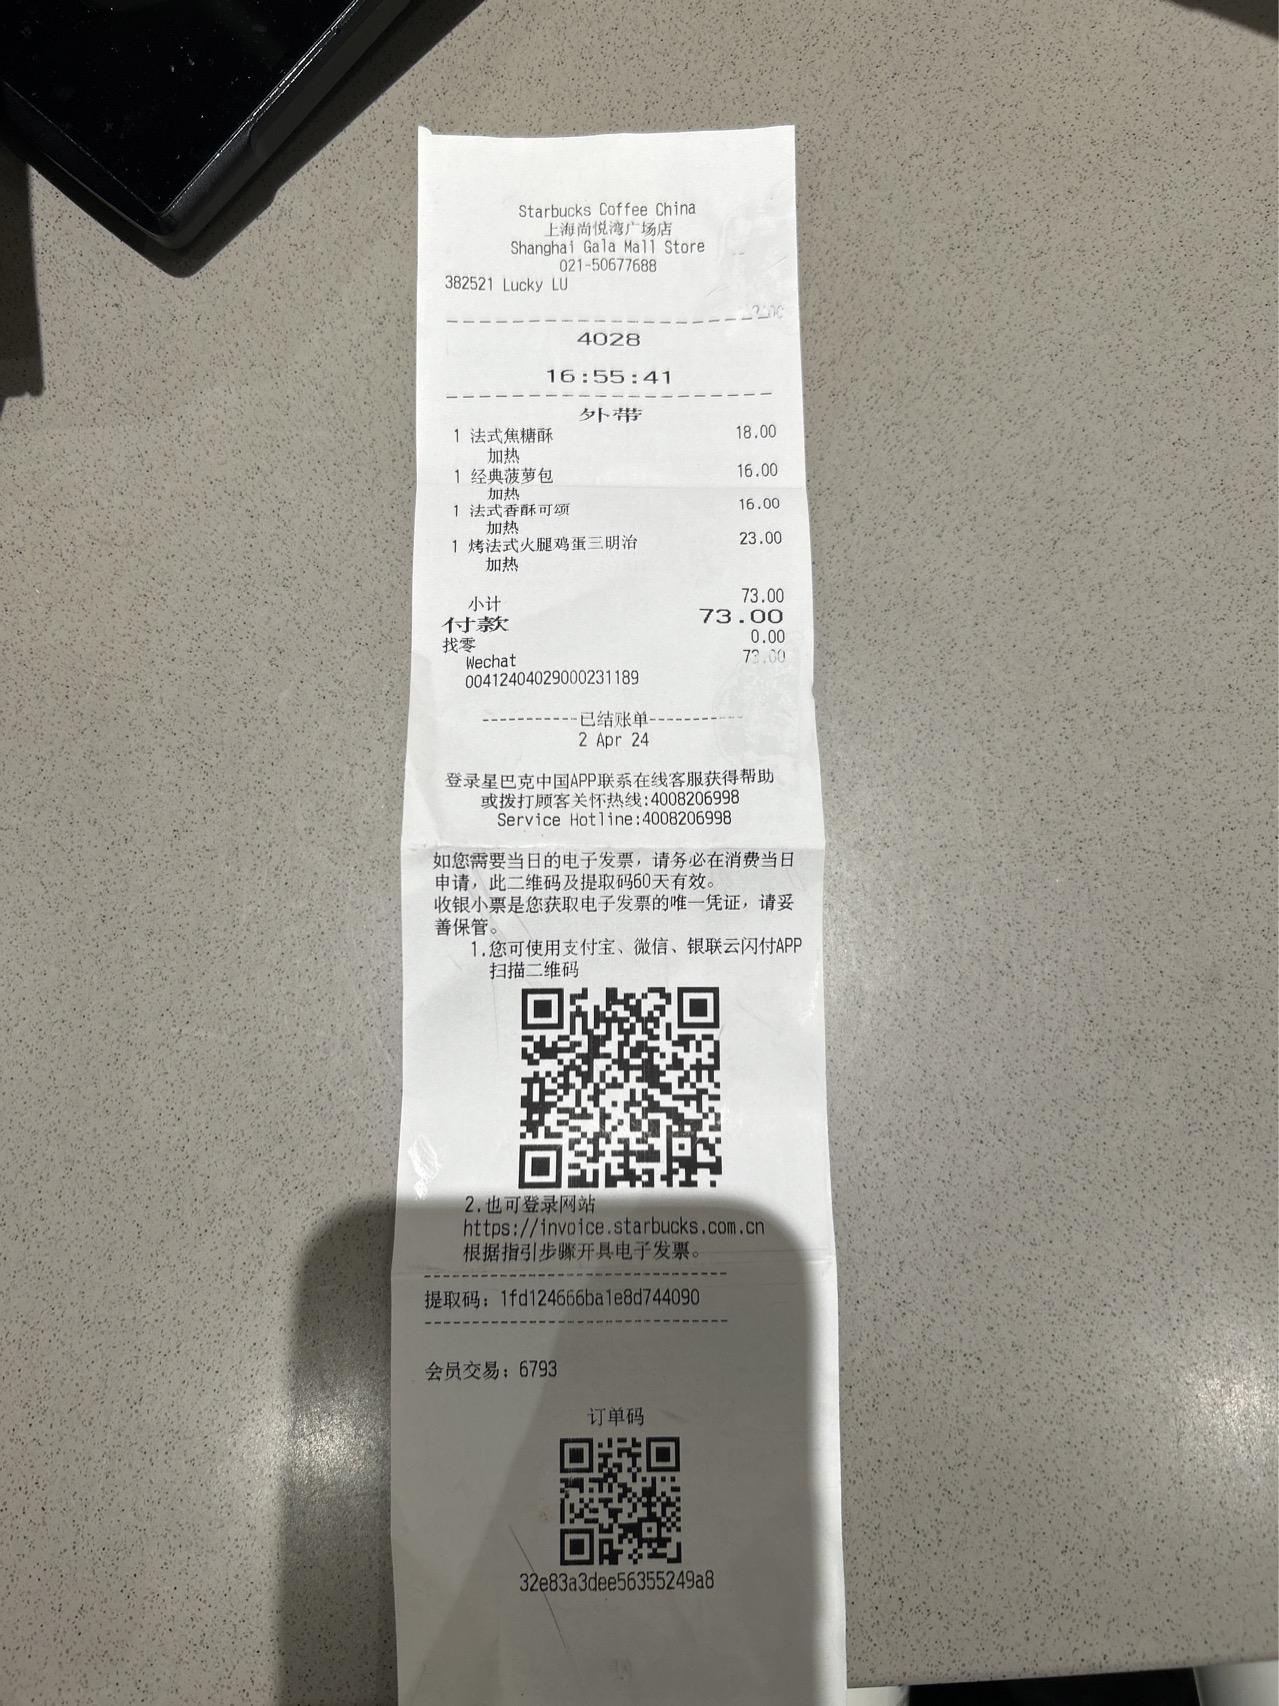 Starbucks Coffee China
上海尚悦湾广场店
Shanghai Gala Mall Store
021-50677688
382521 Lucky LU
4028
16:55:41
外带
1 法式焦糖酥 18.00
加热
1 经典菠萝包 16.00
加热
1 法式香酥可颂 16.00
加热
1 烤法式火腿鸡蛋三明治 23.00
加热
小计 73.00
付款 73.00
找零 0.00
Wechat 73.00
00412404029000231189
-----------已结账单-----------
2 Apr 24
登录星巴克中国APP联系在线客服获得帮助
或拨打顾客关怀热线:4008206998
Service Hotline:4008206998
如您需要当日的电子发票，请务必在消费当日
申请，此二维码及提取码60天有效。
收银小票是您获取电子发票的唯一凭证，请妥
善保管。
1.您可使用支付宝、微信、银联云闪付APP
扫描二维码
2.也可登录网站
https://invoice.starbucks.com.cn
根据指引步骤开具电子发票。
提取码：1fd124666ba1e8d744090
会员交易：6793
订单码
32e83a3dee56355249a8